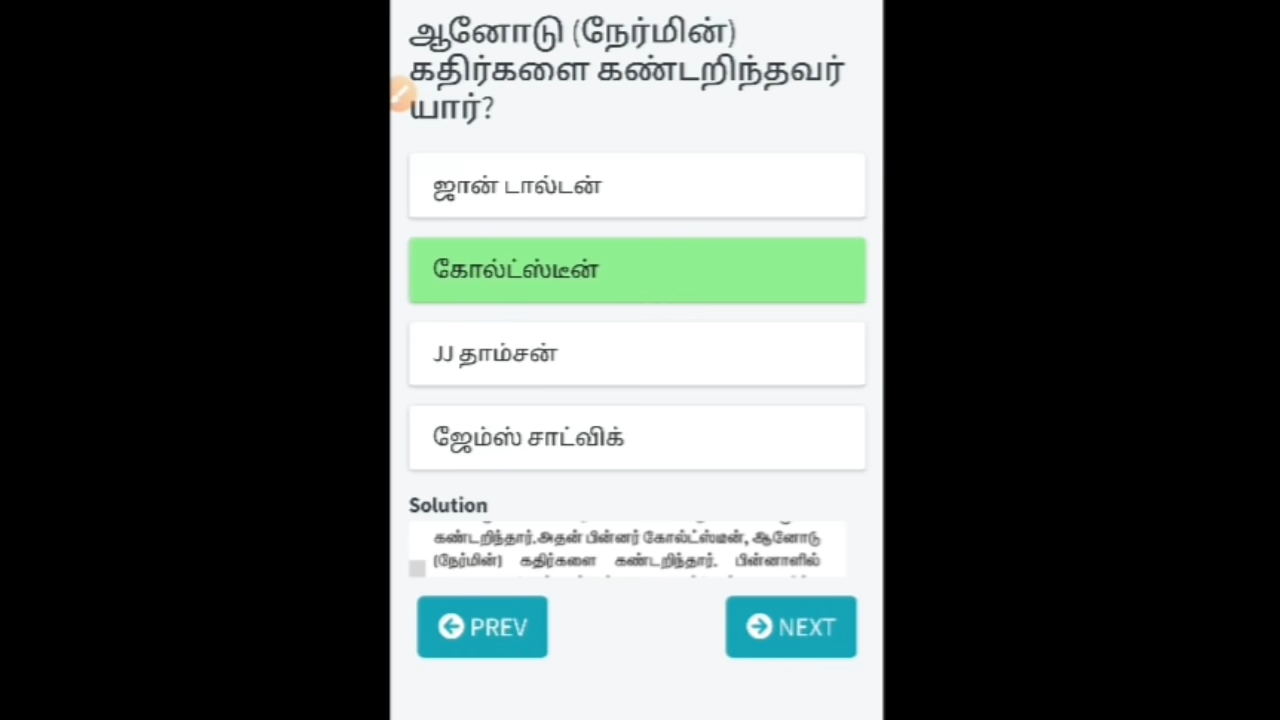 ஆனோடு (நேர்மின்)
கதிர்களை கண்டறிந்தவர்
யார்?
ஜான் டால்டன்
கோல்ட்ஸ்டீன்
JJ தாம்சன்
ஜேம்ஸ் சாட்விக்
Solution
கண்டறிந்தார்.அதன் பின்னர் கோல்ட்ஸ்டீன், ஆனோடு
(நேர்மின்) கதிர்களை கண்டறிந்தார். பின்னாளில்
PREV
NEXT